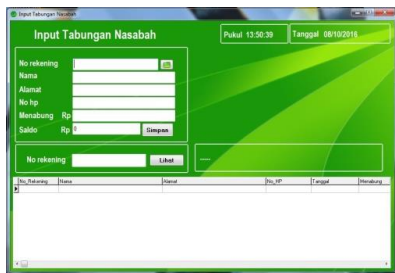 Input Tabungan Nasabah
Input Tabungan Nasabah
Pukul 13:50:39
Tanggal 08/10/2016
No rekening
Nama
Alamat
No hp
Menabung Rp
Saldo Rp 0
Simpan
No rekening
Lihat
-----
No_Rekening Nama Alamat No_HP Tanggal Menabung